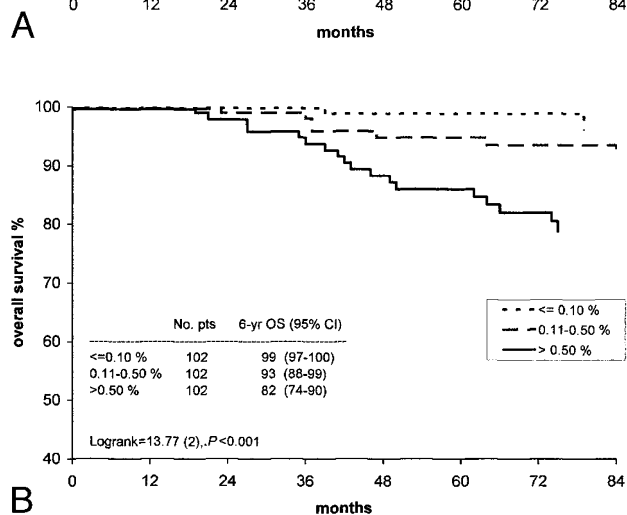 0 12 24 36 48 60 72 84
A
months
100
90
80
70
60
50
40
overall survival %
No. pts 6-yr OS (95% CI)
<=0.10 % 102 99 (97-100)
0.11-0.50 % 102 93 (88-99)
>0.50 % 102 82 (74-90)
Logrank=13.77 (2),.P<0.001
<= 0.10 %
0.11-0.50 %
> 0.50 %
0 12 24 36 48 60 72 84
B
months